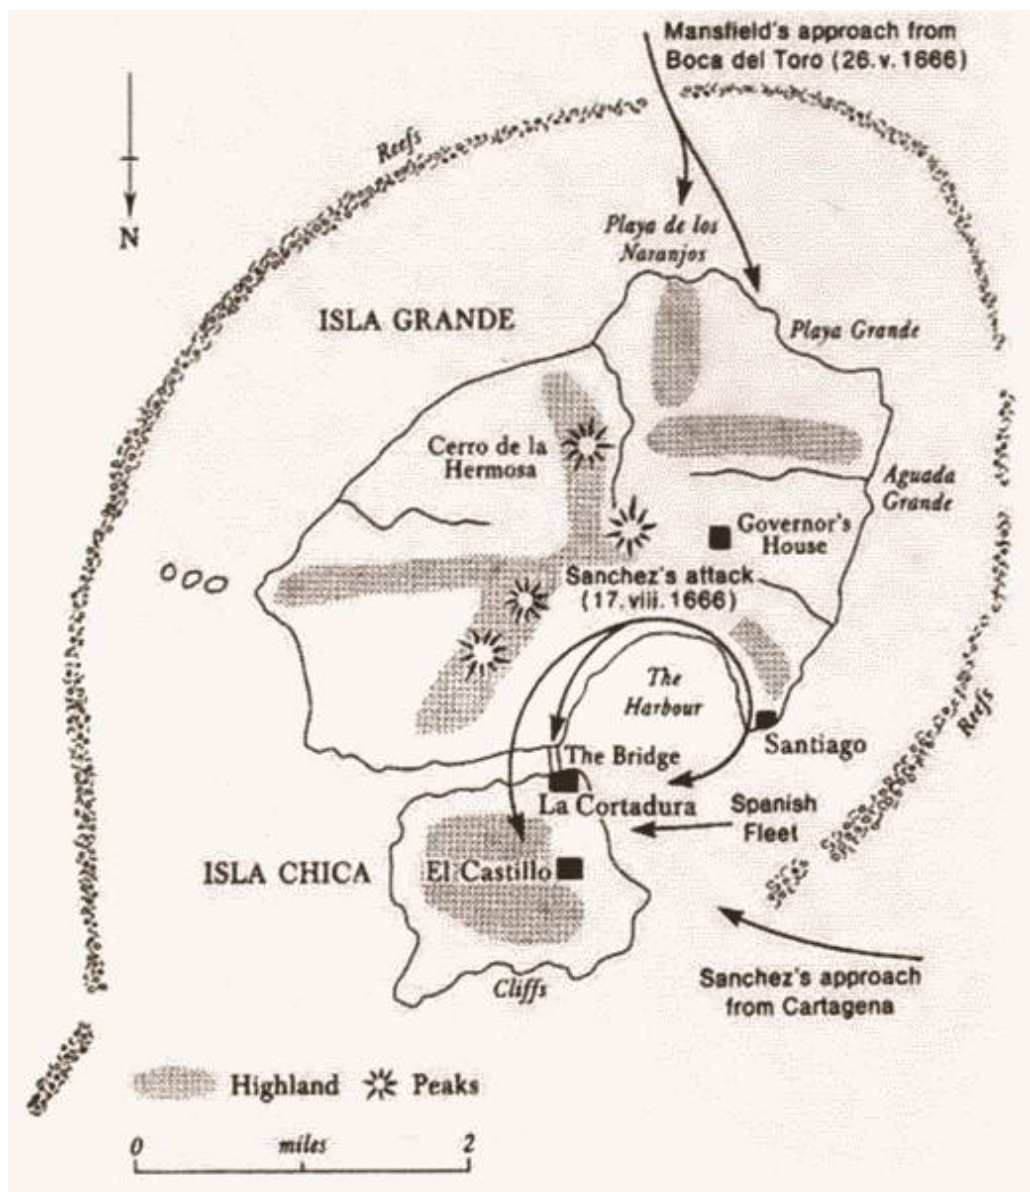 Mansfield's approach from
Boca del Toro (26.v.1666)
Reefs
N
Playa de los
Naranjos
ISLA GRANDE
Playa Grande
Cerro de la
Hermosa
Aguada
Grande
Governor's
House
Sanchez's attack
(17.viii.1666)
The
Harbour
Reefs
Santiago
The Bridge
La Cortadura
Spanish
Fleet
ISLA CHICA
El Castillo
Sanchez's approach
from Cartagena
Cliffs
Highland Peaks
0 miles 2